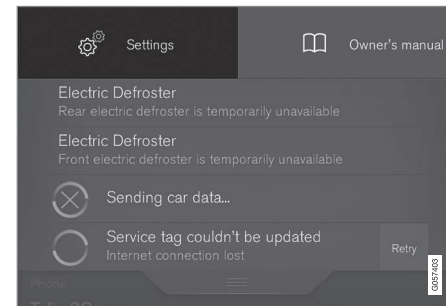 Settings
Owner's manual
Electric Defroster
Rear electric defroster is temporarily unavailable
Electric Defroster
Front electric defroster is temporarily unavailable
Sending car data...
Service tag couldn't be updated
Internet connection lost
Retry
Phone
G057403